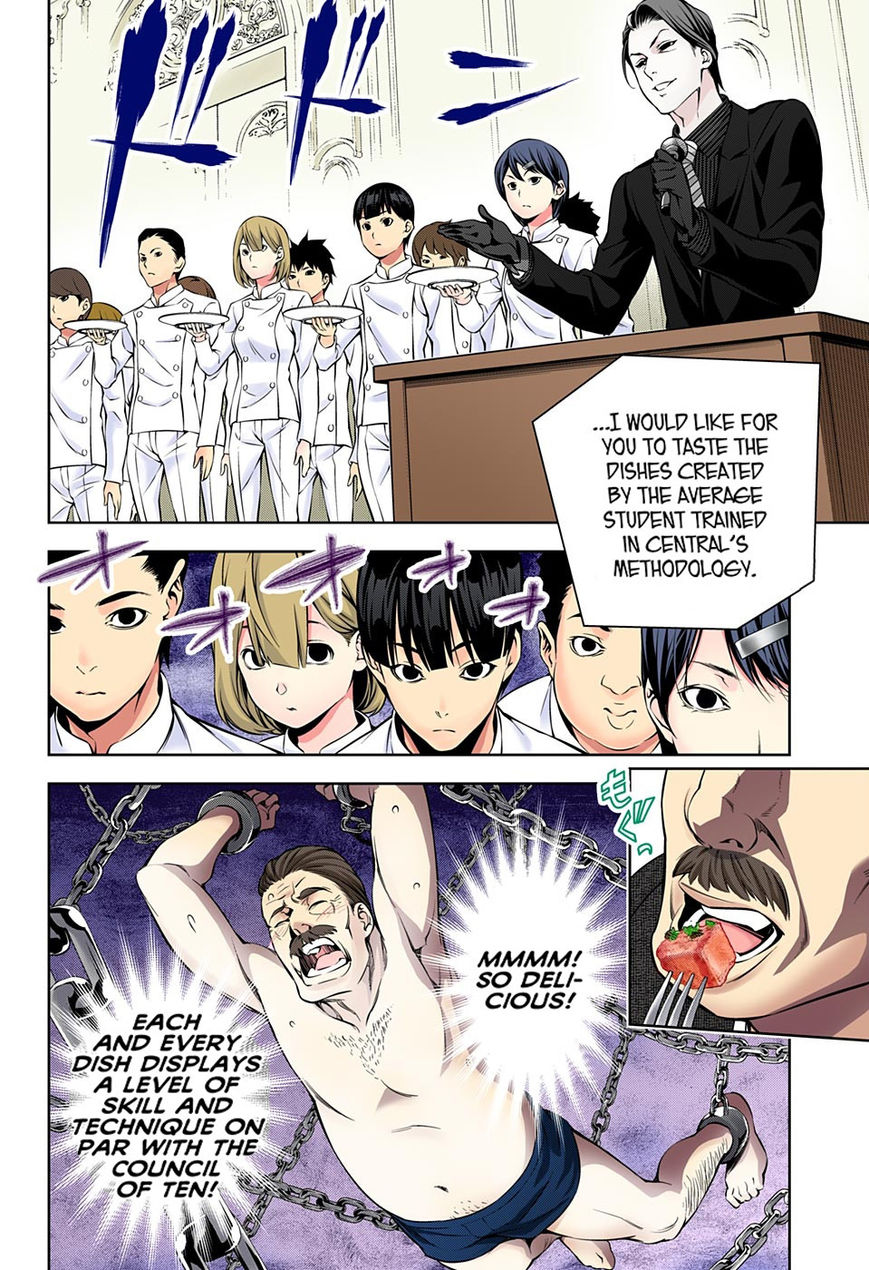 ドドン
...I WOULD LIKE FOR
YOU TO TASTE THE
DISHES CREATED
BY THE AVERAGE
STUDENT TRAINED
IN CENTRAL'S
METHODOLOGY.
オオオオ
もぐっ
MMMM!
SO DELI-
CIOUS!
EACH
AND EVERY
DISH DISPLAYS
A LEVEL OF
SKILL AND
TECHNIQUE ON
PAR WITH THE
COUNCIL
OF TEN!